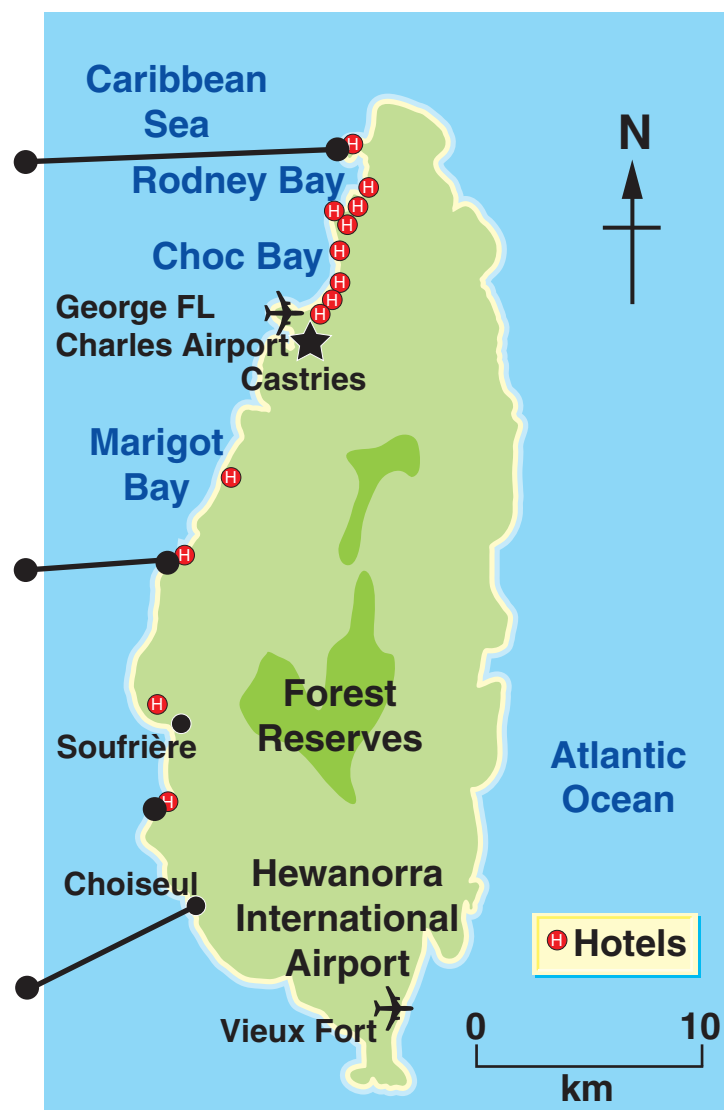 Caribbean
Sea
N
Rodney Bay
Choc Bay
George FL
Charles Airport
Castries
Marigot
Bay
Forest
Reserves
Soufrière
Atlantic
Ocean
Choiseul
Hewanorra
International
Airport
H Hotels
Vieux Fort
0 10
km
H
H
H
H
H
H
H
H
H
H
H
H
H